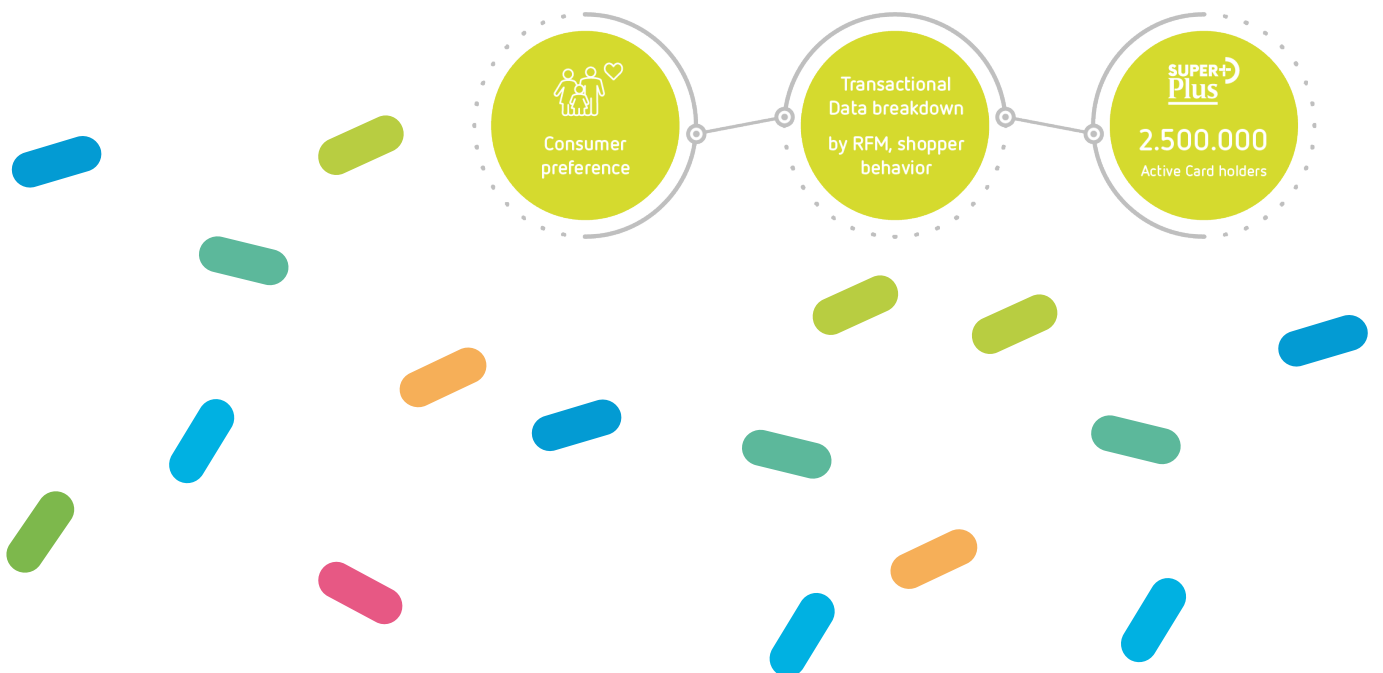 Consumer
preference
Transactional
Data breakdown
by RFM, shopper
behavior
SUPER
Plus
2.500.000
Active Card holders